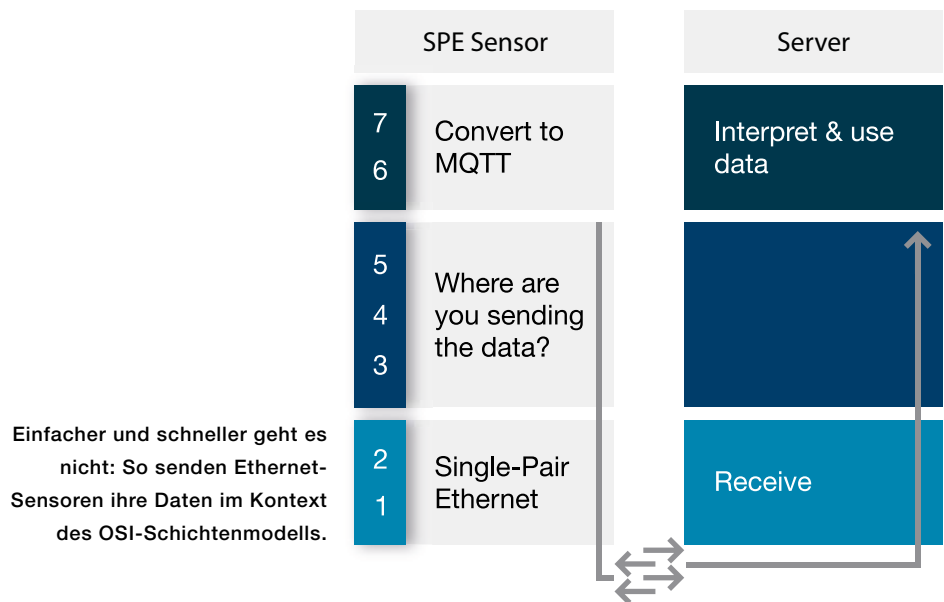 SPE Sensor
Server
7
6
Convert to
MQTT
Interpret & use
data
5
4
3
Where are
you sending
the data?
2
1
Single-Pair
Ethernet
Receive
Einfacher und schneller geht es
nicht: So senden Ethernet-
Sensoren ihre Daten im Kontext
des OSI-Schichtenmodells.